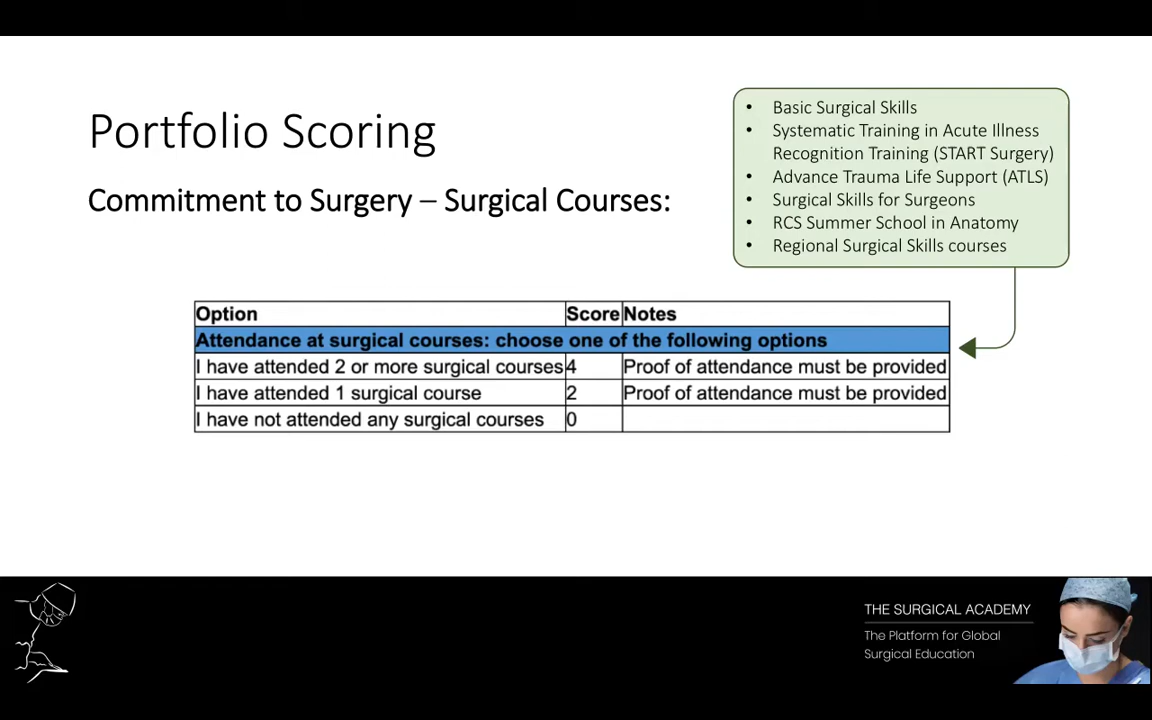 Portfolio Scoring
Commitment to Surgery – Surgical Courses:
• Basic Surgical Skills
• Systematic Training in Acute Illness
Recognition Training (START Surgery)
• Advance Trauma Life Support (ATLS)
• Surgical Skills for Surgeons
• RCS Summer School in Anatomy
• Regional Surgical Skills courses
Option Score Notes
Attendance at surgical courses: choose one of the following options
I have attended 2 or more surgical courses 4 Proof of attendance must be provided
I have attended 1 surgical course 2 Proof of attendance must be provided
I have not attended any surgical courses 0
THE SURGICAL ACADEMY
The Platform for Global
Surgical Education